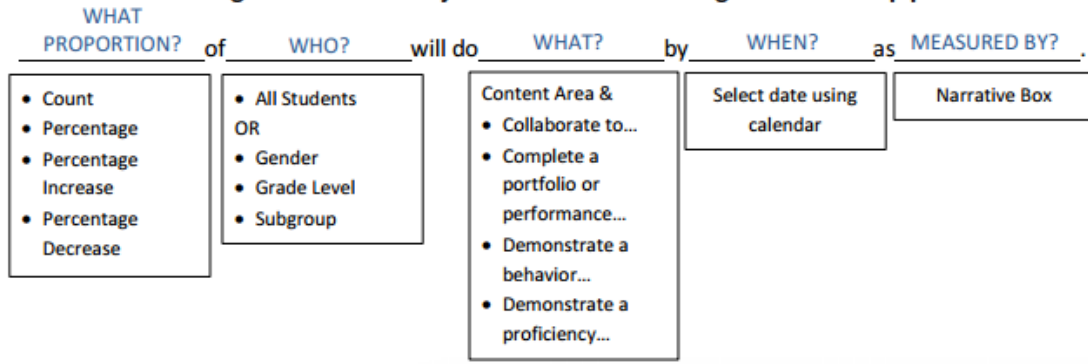 WHAT
PROPORTION? of WHO? will do WHAT? by WHEN? as MEASURED BY? .
• Count
• Percentage
• Percentage
Increase
• Percentage
Decrease
• All Students
OR
• Gender
• Grade Level
• Subgroup
Content Area &
• Collaborate to...
• Complete a
portfolio or
performance...
• Demonstrate a
behavior...
• Demonstrate a
proficiency...
Select date using
calendar
Narrative Box